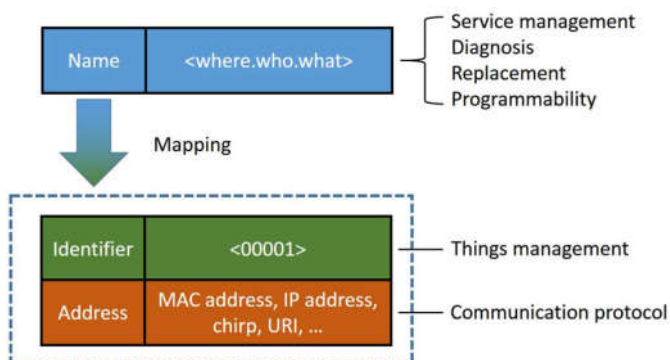 Service management
Diagnosis
Replacement
Programmability
Name <where.who.what>
Mapping
Identifier <00001> Things management
Address MAC address, IP address,
chirp, URI, ... Communication protocol